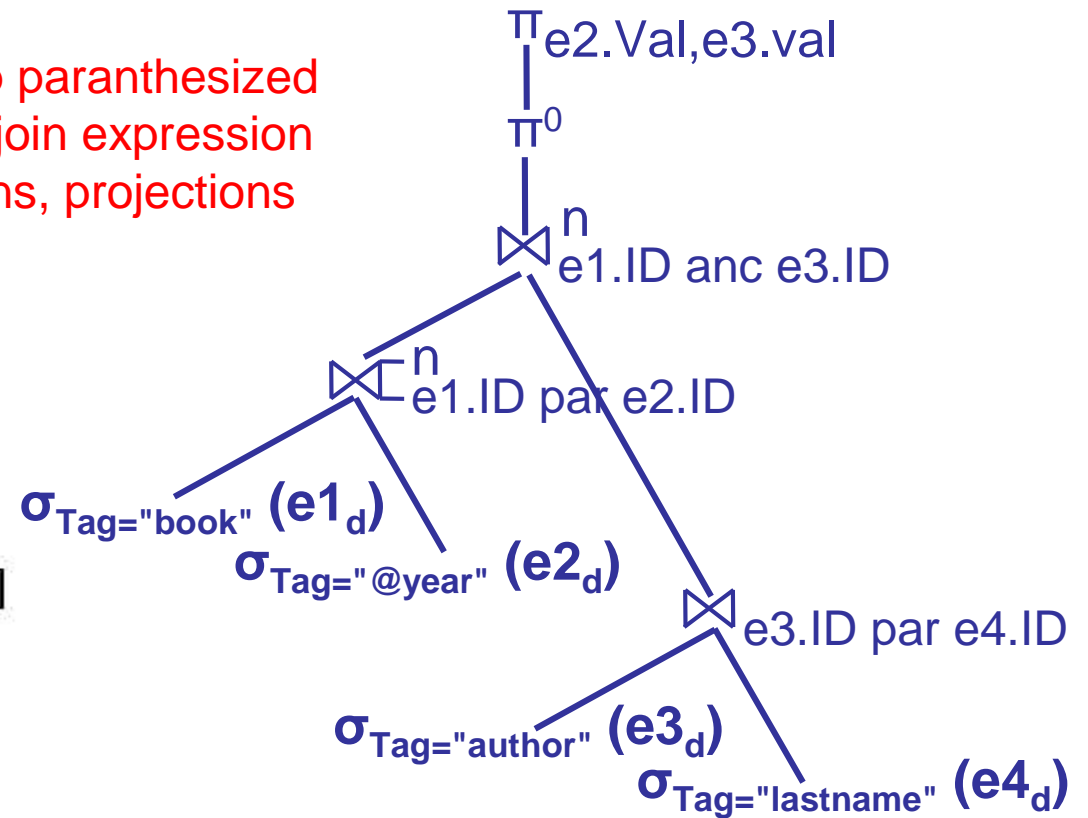 π e2.Val,e3.val
paranthesized
join expression
ns, projections
π0
n
e1.ID anc e3.ID
n
e1.ID par e2.ID
σTag="book" (e1d)
σTag="@year" (e2d)
e3.ID par e4.ID
σTag="author" (e3d)
σTag="lastname" (e4d)